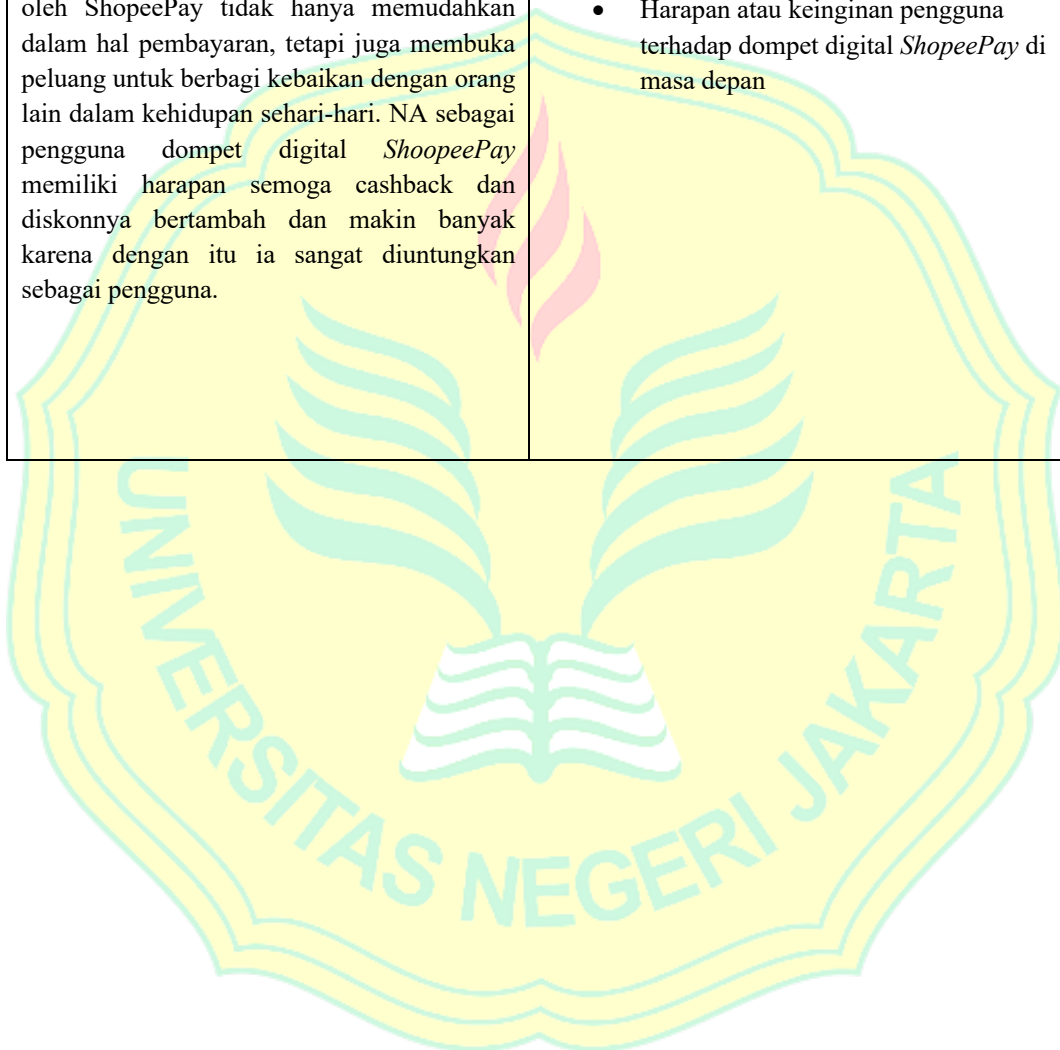 oleh ShopeePay tidak hanya memudahkan
dalam hal pembayaran, tetapi juga membuka
peluang untuk berbagi kebaikan dengan orang
lain dalam kehidupan sehari-hari. NA sebagai
pengguna dompet digital ShoopeePay
memiliki harapan semoga cashback dan
diskonnya bertambah dan makin banyak
karena dengan itu ia sangat diuntungkan
sebagai pengguna.
• Harapan atau keinginan pengguna
terhadap dompet digital ShopeePay di
masa depan
UNIVERSITAS NEGERI JAKARTA